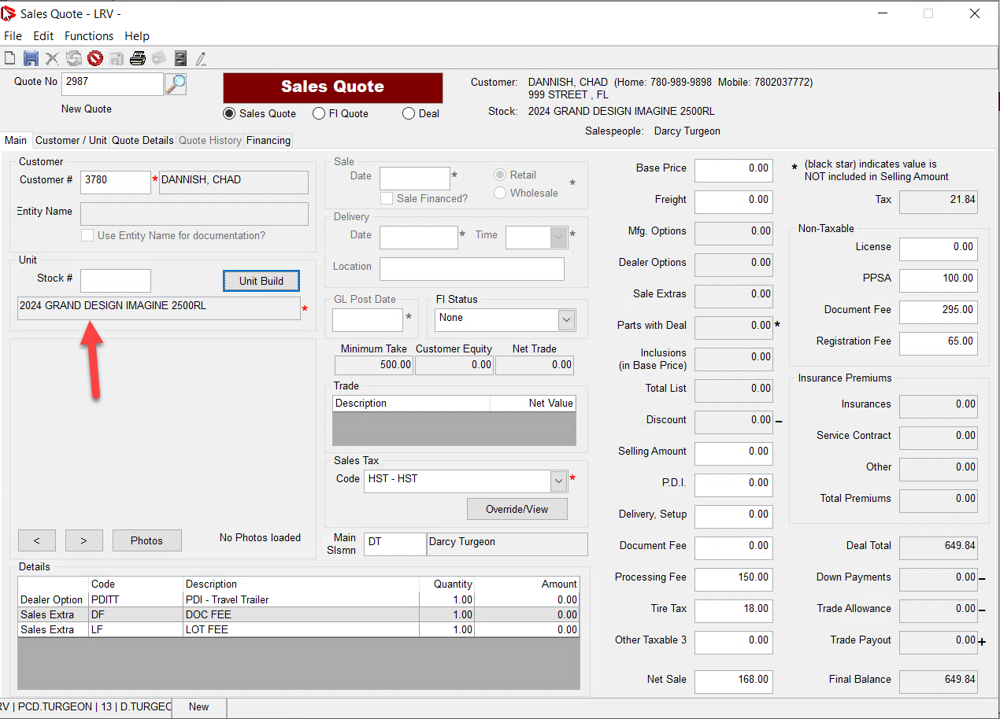 Sales Quote - LRV -
File Edit Functions Help
Quote No 2987
New Quote
Sales Quote
Sales Quote FI Quote Deal
Customer: DANNISH, CHAD (Home: 780-989-9898 Mobile: 7802037772)
999 STREET , FL
Stock: 2024 GRAND DESIGN IMAGINE 2500RL
Salespeople: Darcy Turgeon
Main Customer / Unit Quote Details Quote History Financing
Customer
Customer # 3780 * DANNISH, CHAD
Entity Name
Use Entity Name for documentation?
Unit
Stock # Unit Build
2024 GRAND DESIGN IMAGINE 2500RL *
< > Photos No Photos loaded
Sale
Date * Retail
Sale Financed? Wholesale *
Delivery
Date * Time *
Location
GL Post Date *
FI Status
None
Minimum Take Customer Equity Net Trade
500.00 0.00 0.00
Trade
Description Net Value
Sales Tax
Code HST - HST *
Override/View
Main
Slsmn DT Darcy Turgeon
Details
Code Description Quantity Amount
Dealer Option PDITT PDI - Travel Trailer 1.00 0.00
Sales Extra DF DOC FEE 1.00 0.00
Sales Extra LF LOT FEE 1.00 0.00
Base Price 0.00
Freight 0.00
Mfg. Options 0.00
Dealer Options 0.00
Sale Extras 0.00
Parts with Deal 0.00 *
Inclusions
(in Base Price) 0.00
Total List 0.00
Discount 0.00 -
Selling Amount 0.00
P.D.I. 0.00
Delivery, Setup 0.00
Document Fee 0.00
Processing Fee 150.00
Tire Tax 18.00
Other Taxable 3 0.00
Net Sale 168.00
* (black star) indicates value is
NOT included in Selling Amount
Tax 21.84
Non-Taxable
License 0.00
PPSA 100.00
Document Fee 295.00
Registration Fee 65.00
Insurance Premiums
Insurances 0.00
Service Contract 0.00
Other 0.00
Total Premiums 0.00
Deal Total 649.84
Down Payments 0.00 -
Trade Allowance 0.00 -
Trade Payout 0.00 +
Final Balance 649.84
RV | PCD.TURGEON | 13 | D.TURGEC New